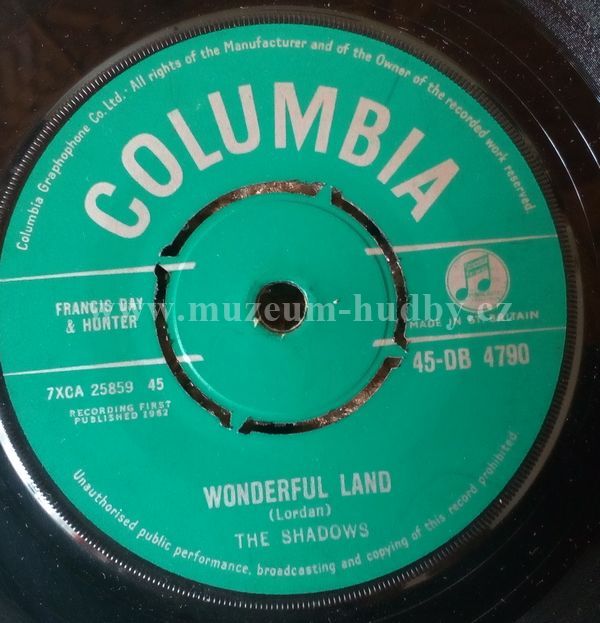 Columbia Graphophone Co. Ltd. All rights of the Manufacturer and of the Owner of the recorded work reserved.
COLUMBIA
FRANCIS DAY
& HUNTER
www.muzeum-hudby.cz
MADE IN GT. BRITAIN
7XCA 25859 45
45-DB 4790
RECORDING FIRST
PUBLISHED 1962
WONDERFUL LAND
(Lordan)
THE SHADOWS
Unauthorised public performance, broadcasting and copying of this record prohibited.